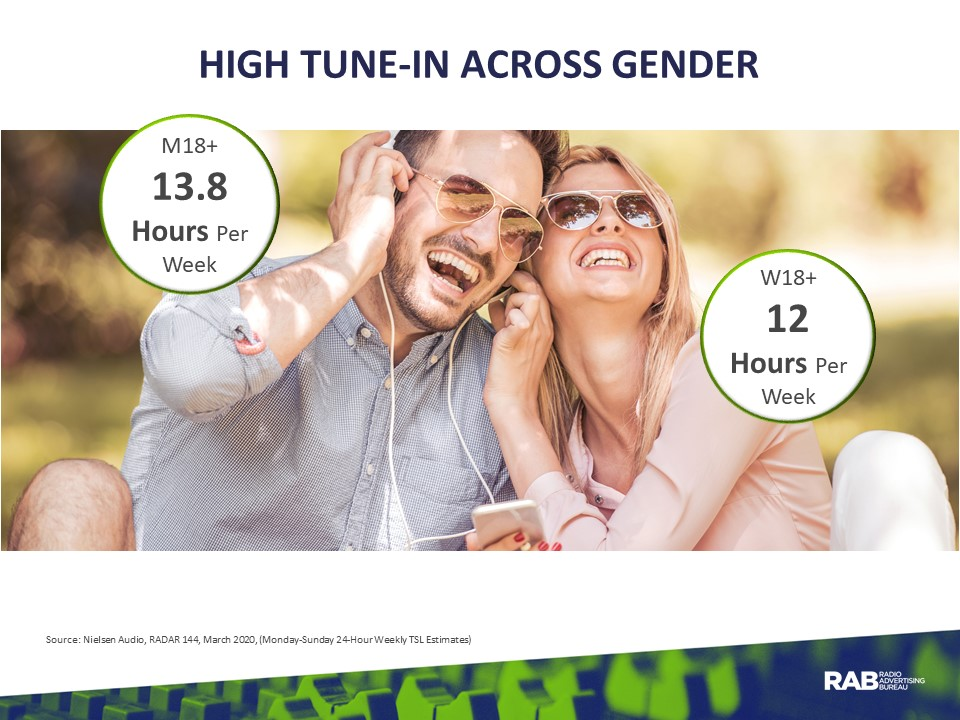 HIGH TUNE-IN ACROSS GENDER
M18+
13.8
Hours Per
Week
W18+
12
Hours Per
Week
Source: Nielsen Audio, RADAR 144, March 2020, (Monday-Sunday 24-Hour Weekly TSL Estimates)
RAB RADIO
ADVERTISING
BUREAU